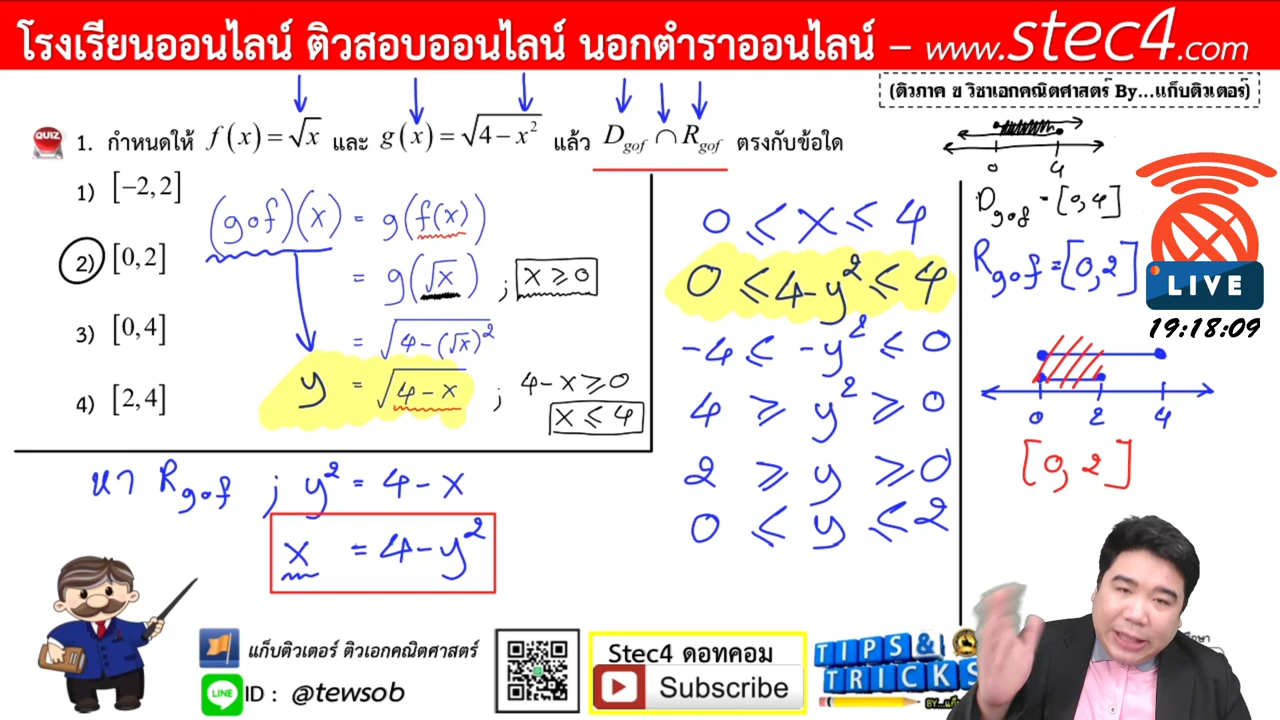 โรงเรียนออนไลน์ ติวสอบออนไลน์ นอกตำราออนไลน์ – www.stec4.com
(ติวภาค ข วิชาเอกคณิตศาสตร์ By...แก็บติวเตอร์)
QUIZ 1. กำหนดให้ f(x)=√x และ g(x)=√(4−x²) แล้ว D_gof ∩ R_gof ตรงกับข้อใด
1) [−2,2]
2) [0,2]
3) [0,4]
4) [2,4]
(gof)(x) = g(f(x))
= g(√x) ; x ≥ 0
= √(4−(√x)²)
y = √(4−x) ; 4−x ≥ 0
x ≤ 4
หา R_gof ; y² = 4−x
x = 4−y²
0 ≤ x ≤ 4
0 ≤ 4−y² ≤ 4
-4 ≤ -y² ≤ 0
4 ≥ y² ≥ 0
2 ≥ y ≥ 0
0 ≤ y ≤ 2
0 4
D_gof = [0,4]
R_gof = [0,2]
LIVE
19:18:09
0 2 4
[0,2]
แก็บติวเตอร์ ติวเอกคณิตศาสตร์
LINE ID : @tewsob
Stec4 ดอทคอม
Subscribe
TIPS &
TRICKS